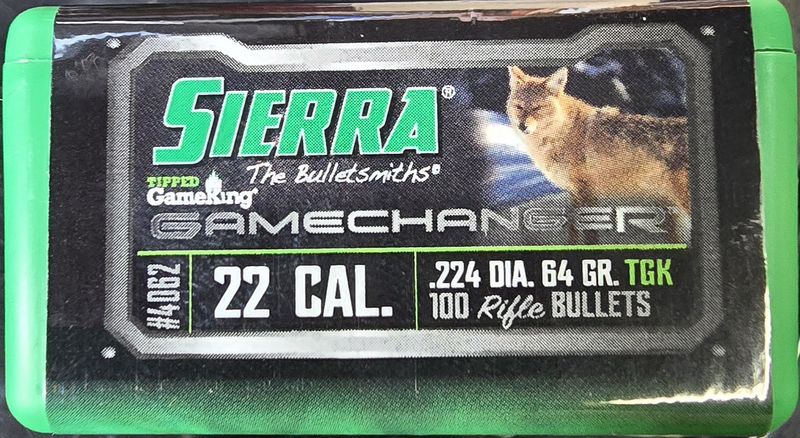 SIERRA®
The Bulletsmiths®
TIPPED
GameKing®
GAMECHANGER
#4062
22 CAL.
.224 DIA. 64 GR. TGK
100 Rifle BULLETS